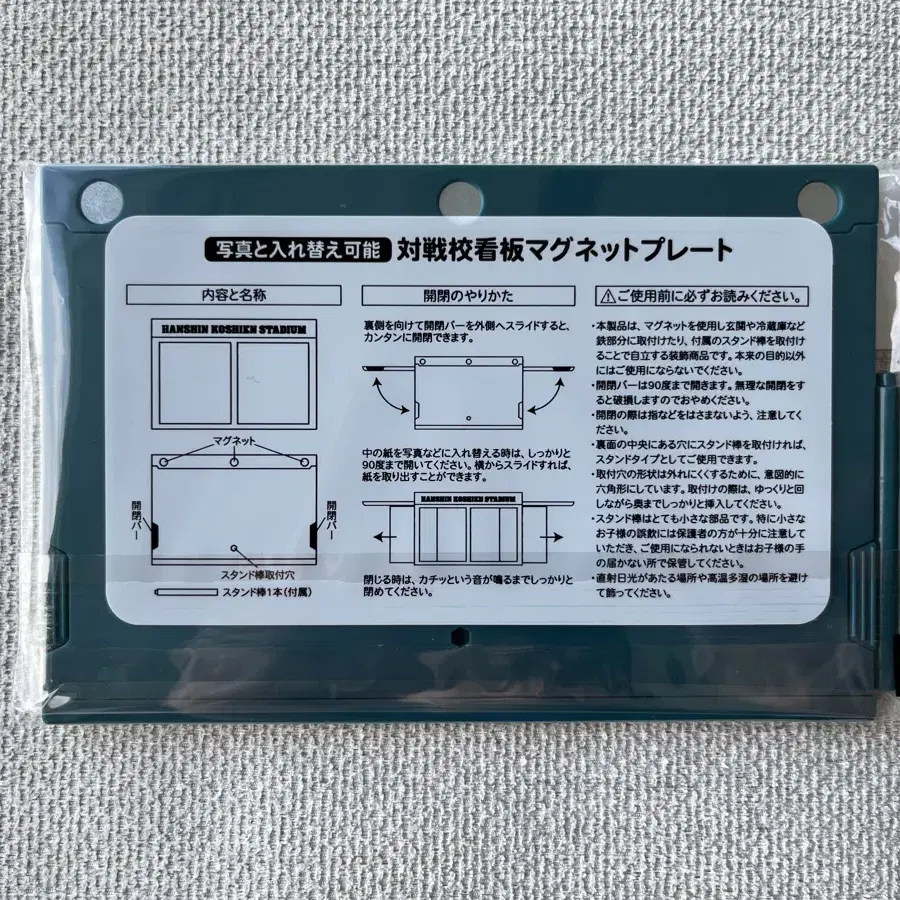 写真と入れ替え可能 対戦校看板マグネットプレート
内容と名称
HANSHIN KOSHIEN STADIUM
マグネット
開閉バー
開閉バー
スタンド棒取付穴
スタンド棒1本(付属)
開閉のやりかた
裏側を向けて開閉バーを外側へスライドすると、
カンタンに開閉できます。
中の紙を写真などに入れ替える時は、しっかりと
90度まで開いてください。横からスライドすれば、
紙を取り出すことができます。
HANSHIN KOSHIEN STADIUM
閉じる時は、カチッという音が鳴るまでしっかりと
閉めてください。
⚠ご使用前に必ずお読みください。
・本製品は、マグネットを使用し玄関や冷蔵庫など
鉄部分に取付けたり、付属のスタンド棒を取付け
ることで自立する装飾商品です。本来の目的以外
にはご使用にならないでください。
・開閉バーは90度まで開きます。無理な開閉をす
ると破損しますのでおやめください。
・開閉の際は指などをはさまないよう、注意してく
ださい。
・裏面の中央にある穴にスタンド棒を取付ければ、
スタンドタイプとしてご使用できます。
・取付穴の形状は外れにくくするために、意図的に
六角形にしています。取付けの際は、ゆっくりと回
しながら奥までしっかりと挿入してください。
・スタンド棒はとても小さな部品です。特に小さな
お子様の誤飲には保護者の方が十分に注意して
いただき、ご使用になられないときはお子様の手
の届かない所で保管してください。
・直射日光があたる場所や高温多湿の場所を避け
て飾ってください。